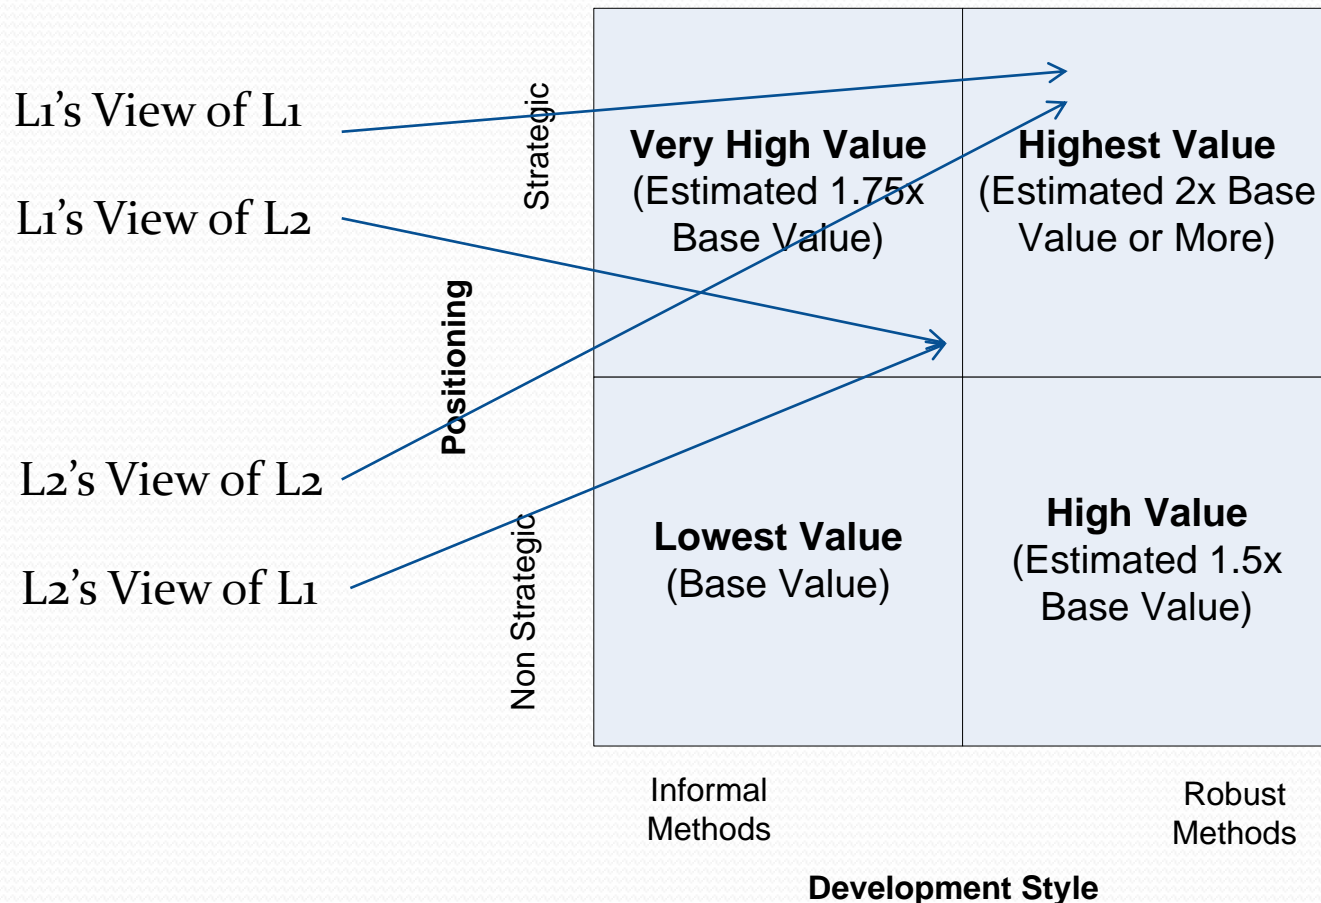 L1's View of L1
L1's View of L2
L2's View of L2
L2's View of L1
Positioning
Strategic
Non Strategic
Very High Value
(Estimated 1.75x
Base Value)
Highest Value
(Estimated 2x Base
Value or More)
Lowest Value
(Base Value)
High Value
(Estimated 1.5x
Base Value)
Informal
Methods
Robust
Methods
Development Style